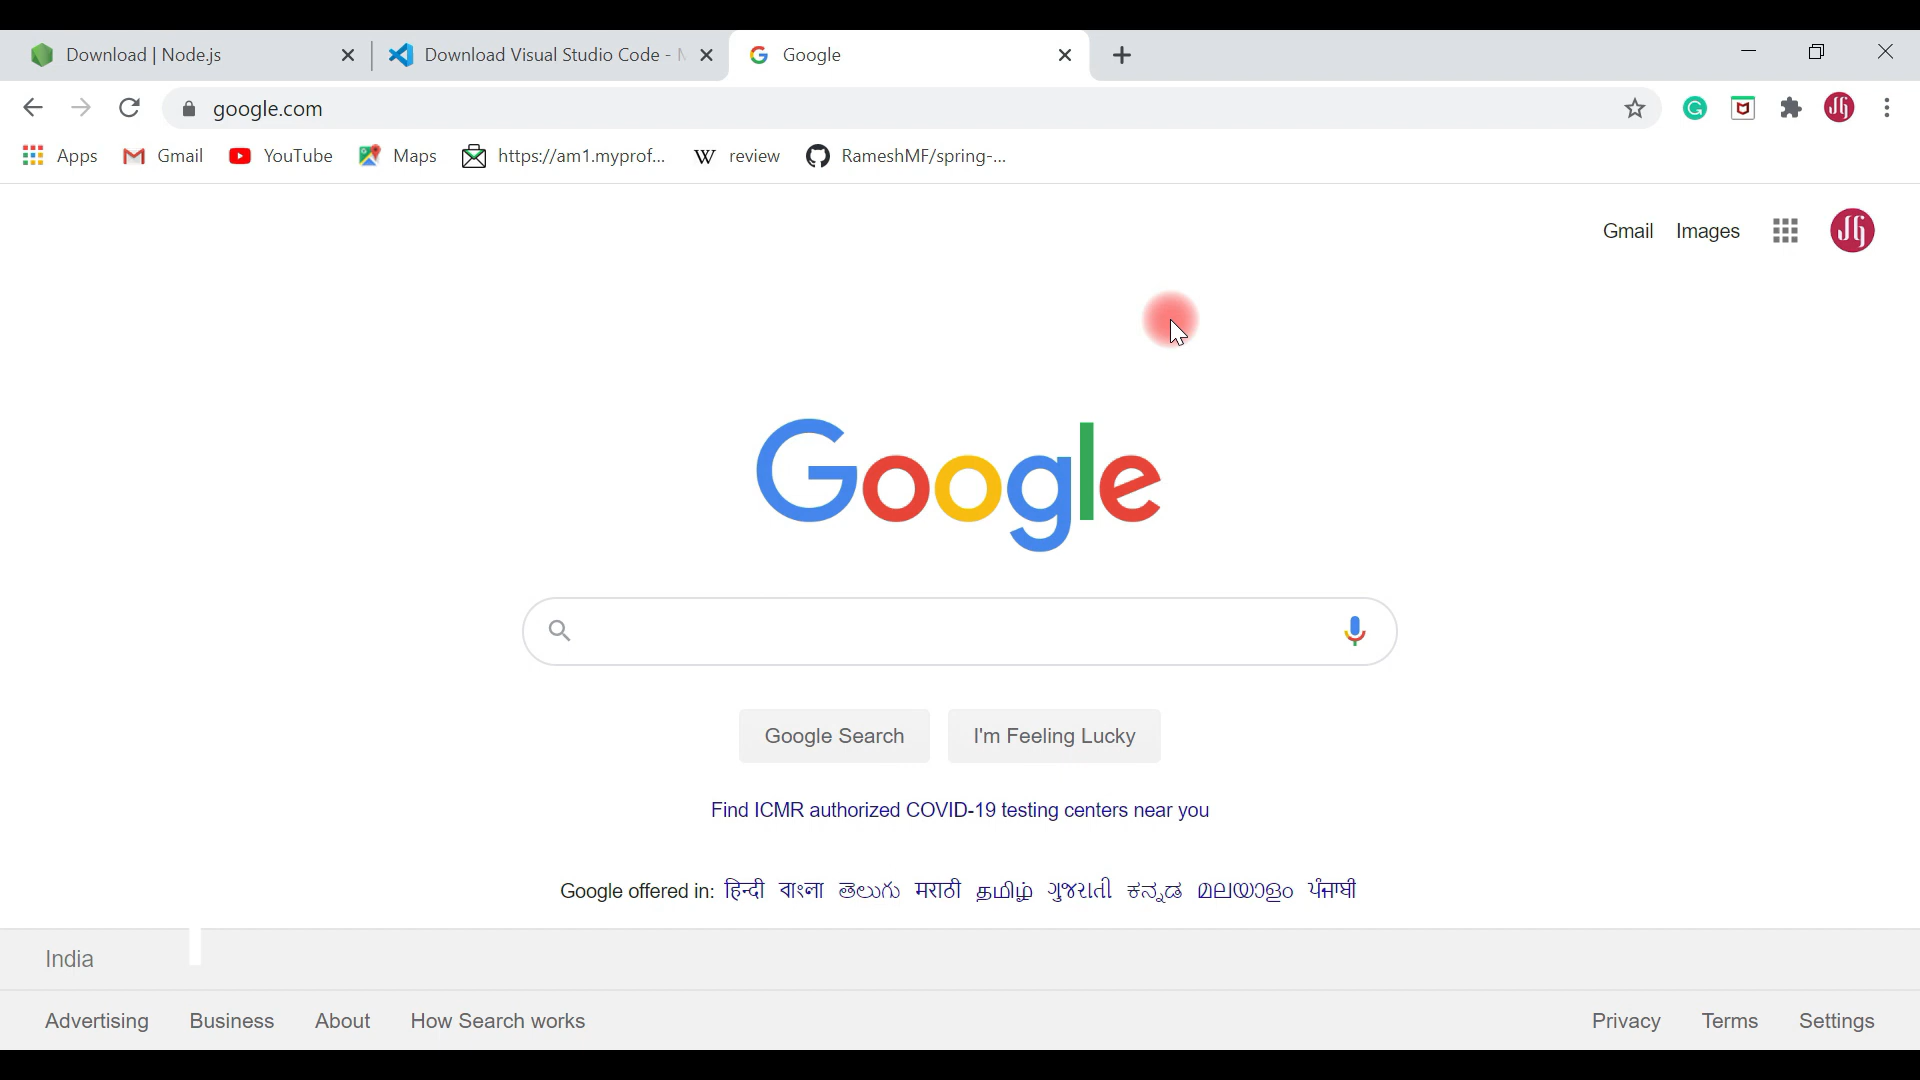 Download | Node.js
Download Visual Studio Code -
Google
google.com
Apps Gmail YouTube Maps https://am1.myprof... W review RameshMF/spring-...
Gmail Images
Google
Google Search I'm Feeling Lucky
Find ICMR authorized COVID-19 testing centers near you
Google offered in: हिन्दी বাংলা తెలుగు मराठी தமிழ் ગુજરાતી ಕನ್ನಡ മലയാളം ਪੰਜਾਬੀ
India
Advertising Business About How Search works Privacy Terms Settings